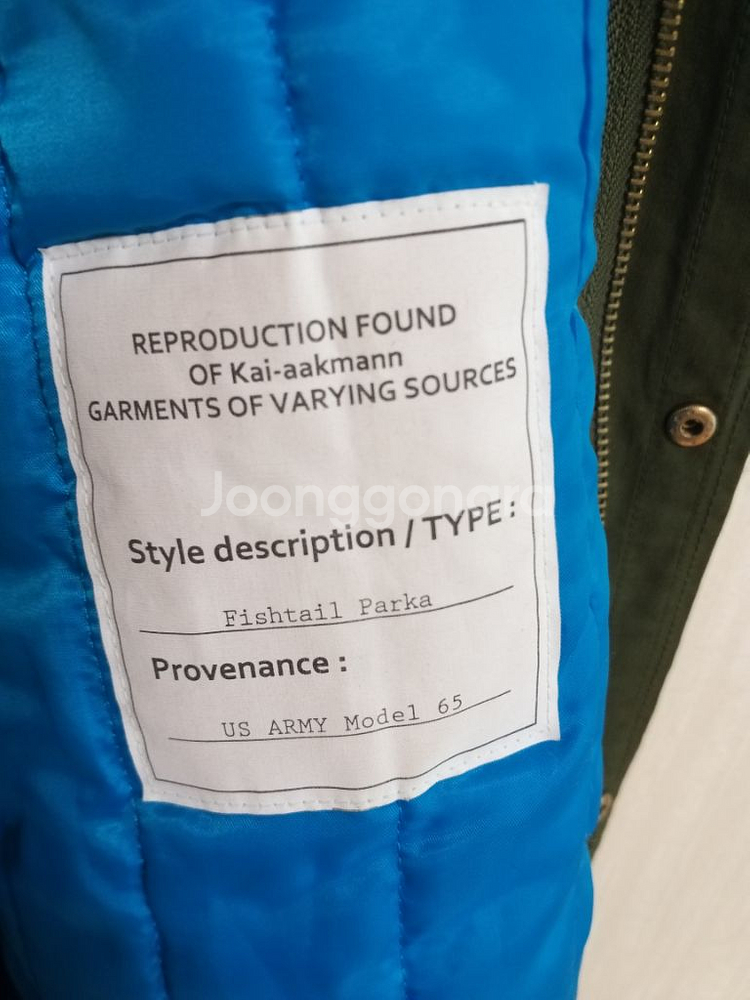 REPRODUCTION FOUND
OF Kai-aakmann
GARMENTS OF VARYING SOURCES
Joonggonara
Style description / TYPE :
Fishtail Parka
Provenance :
US ARMY Model 65